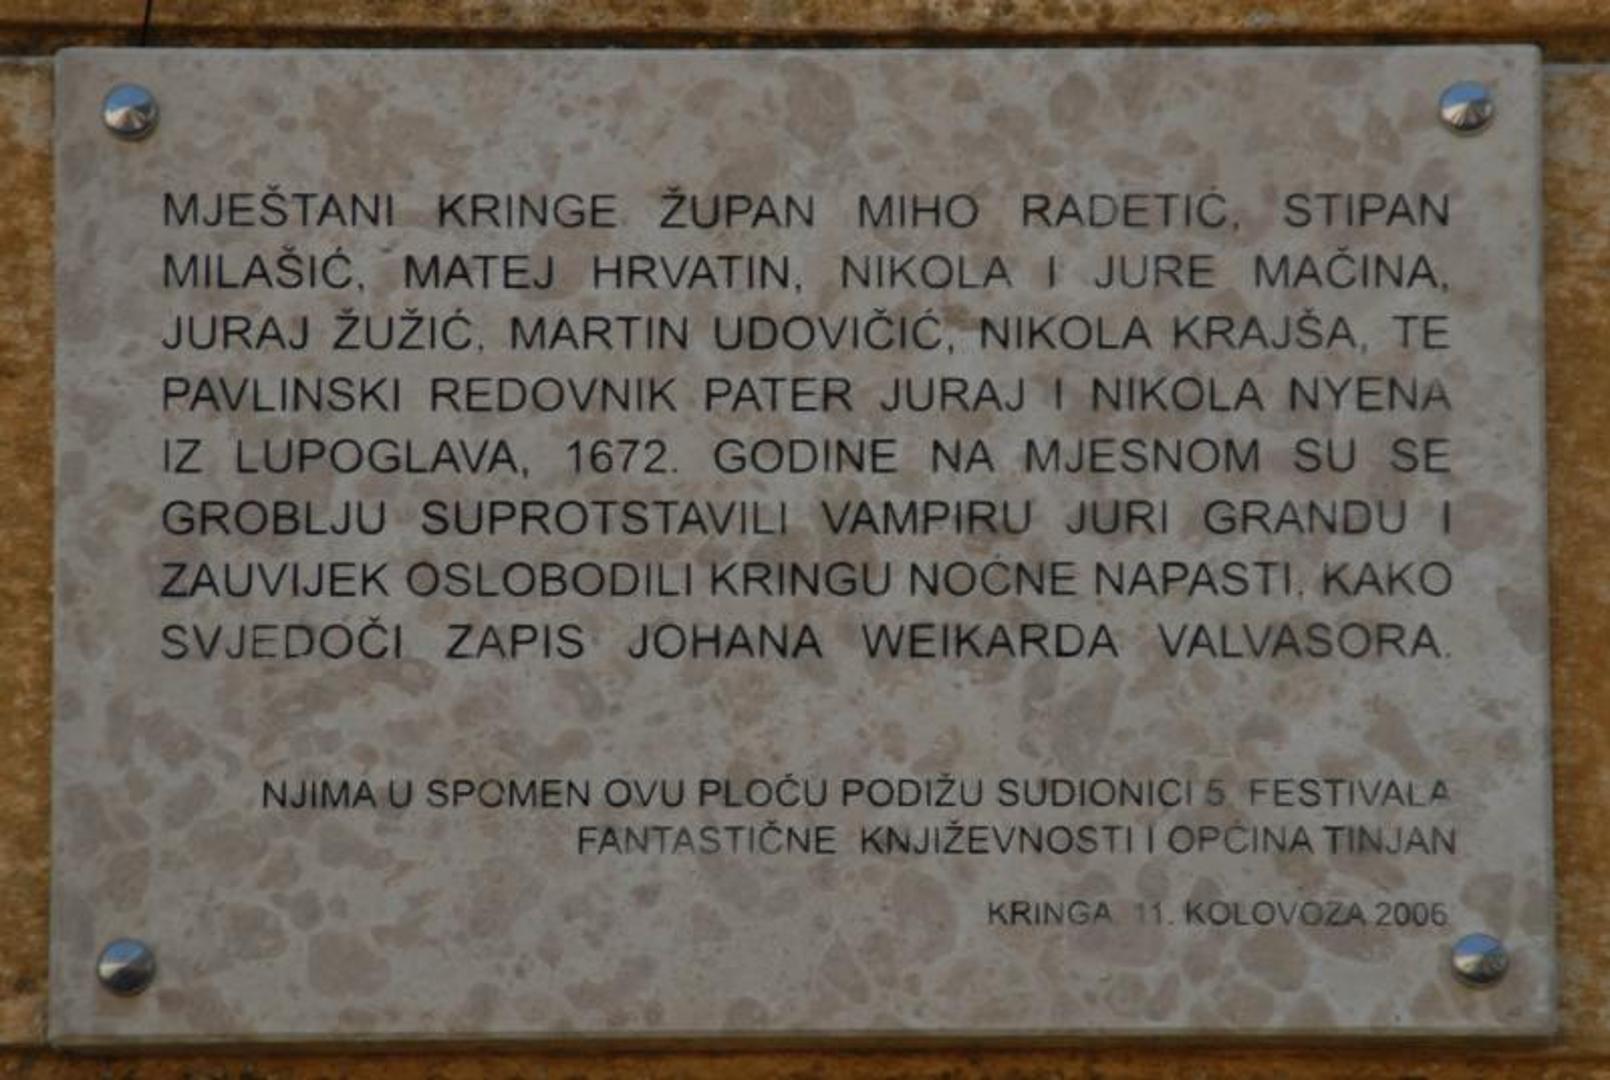 MJEŠTANI KRINGE ŽUPAN MIHO RADETIĆ, STIPAN
MILAŠIĆ, MATEJ HRVATIN, NIKOLA I JURE MAČINA,
JURAJ ŽUŽIĆ, MARTIN UDOVIČIĆ, NIKOLA KRAJŠA, TE
PAVLINSKI REDOVNIK PATER JURAJ I NIKOLA NYENA
IZ LUPOGLAVA, 1672. GODINE NA MJESNOM SU SE
GROBLJU SUPROTSTAVILI VAMPIRU JURI GRANDU I
ZAUVIJEK OSLOBODILI KRINGU NOĆNE NAPASTI, KAKO
SVJEDOČI ZAPIS JOHANA WEIKARDA VALVASORA.
NJIMA U SPOMEN OVU PLOČU PODIŽU SUDIONICI 5. FESTIVALA
FANTASTIČNE KNJIŽEVNOSTI I OPĆINA TINJAN
KRINGA 11. KOLOVOZA 2006